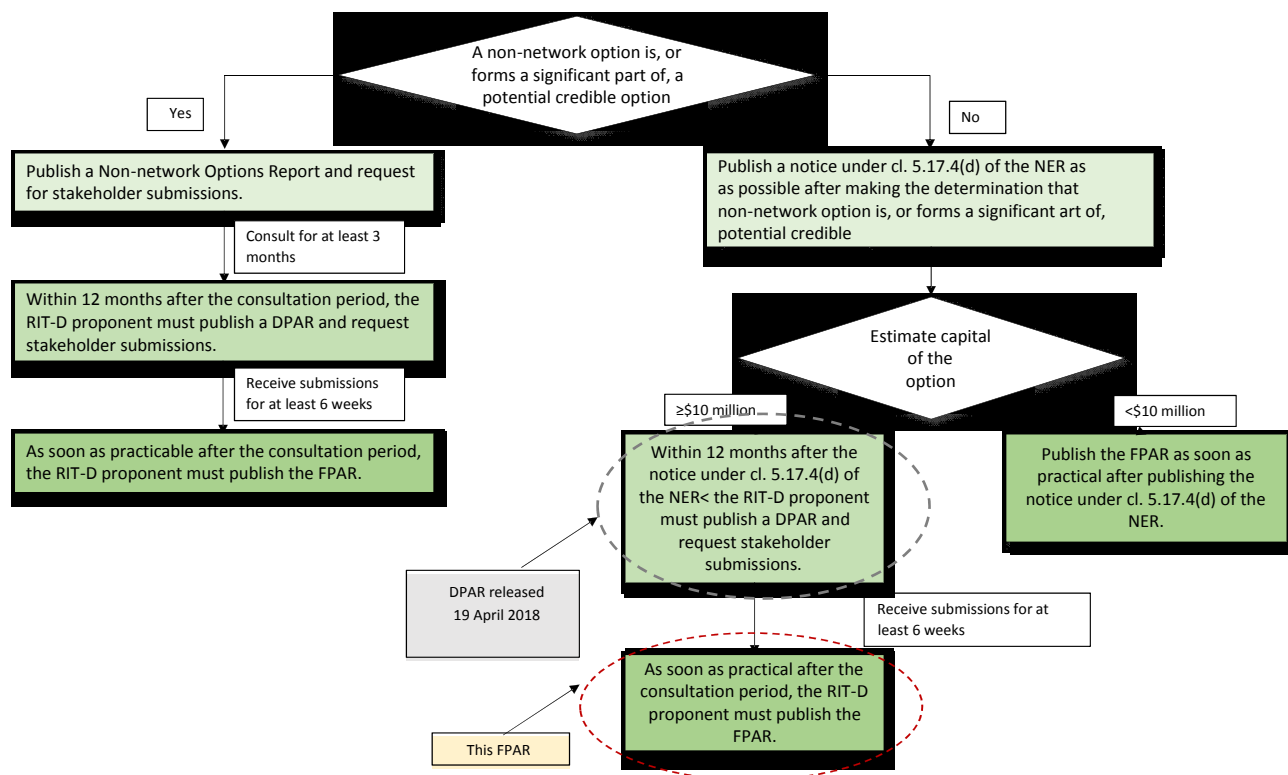 A non-network option is, or
forms a significant part of, a
potential credible option
Yes
No
Publish a Non-network Options Report and request
for stakeholder submissions.
Publish a notice under cl. 5.17.4(d) of the NER as
as possible after making the determination that
non-network option is, or forms a significant art of,
potential credible
Consult for at least 3
months
Within 12 months after the consultation period, the
RIT-D proponent must publish a DPAR and request
stakeholder submissions.
Estimate capital
of the
option
Receive submissions
for at least 6 weeks
≥$10 million
<$10 million
As soon as practicable after the consultation period,
the RIT-D proponent must publish the FPAR.
Within 12 months after the
notice under cl. 5.17.4(d) of
the NER< the RIT-D proponent
must publish a DPAR and
request stakeholder
submissions.
Publish the FPAR as soon as
practical after publishing the
notice under cl. 5.17.4(d) of the
NER.
DPAR released
19 April 2018
Receive submissions for at
least 6 weeks
As soon as practical after the
consultation period, the RIT-D
proponent must publish the
FPAR.
This FPAR